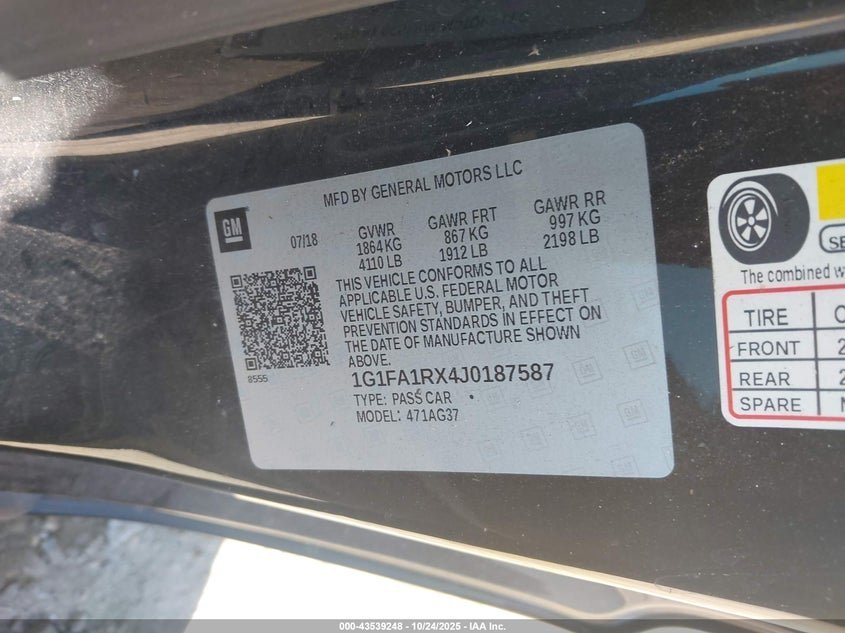 MFD BY GENERAL MOTORS LLC
GM
07/18
GVWR
1864 KG
4110 LB
GAWR FRT
867 KG
1912 LB
GAWR RR
997 KG
2198 LB
THIS VEHICLE CONFORMS TO ALL
APPLICABLE U.S. FEDERAL MOTOR
VEHICLE SAFETY, BUMPER, AND THEFT
PREVENTION STANDARDS IN EFFECT ON
THE DATE OF MANUFACTURE SHOWN
ABOVE.
8555
1G1FA1RX4J0187587
TYPE: PASS CAR
MODEL: 471AG37
The combined
TIRE
FRONT
REAR
SPARE
000-43539248 - 10/24/2025 - IAA Inc.